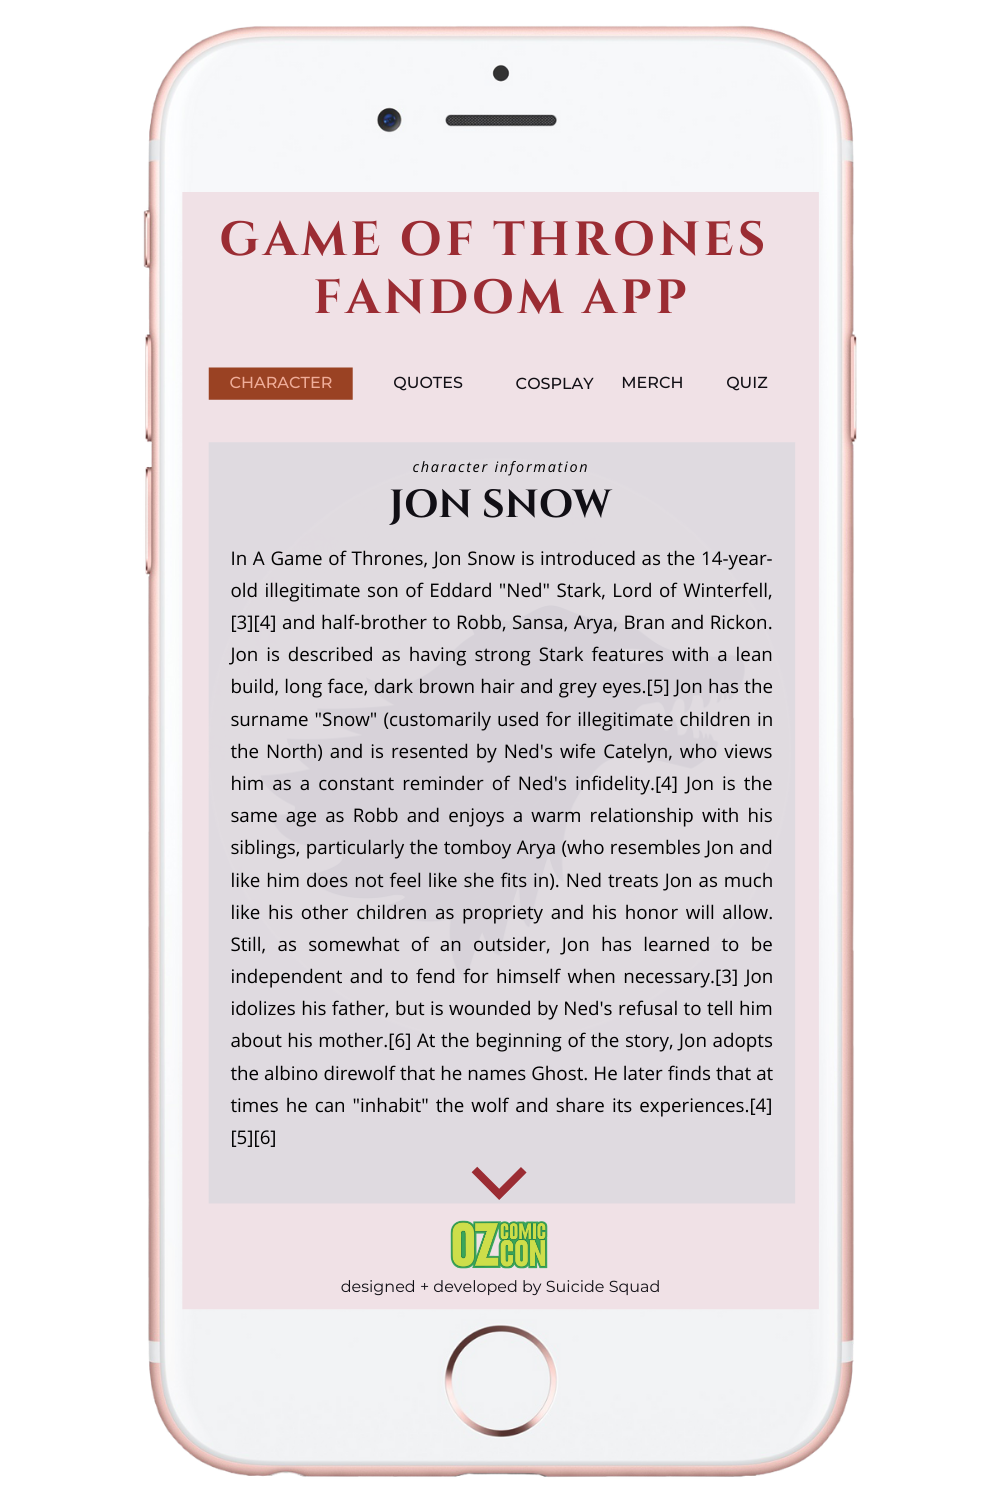 GAME OF THRONES
FANDOM APP
CHARACTER QUOTES COSPLAY MERCH QUIZ
character information
JON SNOW
In A Game of Thrones, Jon Snow is introduced as the 14-year-
old illegitimate son of Eddard "Ned" Stark, Lord of Winterfell,
[3][4] and half-brother to Robb, Sansa, Arya, Bran and Rickon.
Jon is described as having strong Stark features with a lean
build, long face, dark brown hair and grey eyes.[5] Jon has the
surname "Snow" (customarily used for illegitimate children in
the North) and is resented by Ned's wife Catelyn, who views
him as a constant reminder of Ned's infidelity.[4] Jon is the
same age as Robb and enjoys a warm relationship with his
siblings, particularly the tomboy Arya (who resembles Jon and
like him does not feel like she fits in). Ned treats Jon as much
like his other children as propriety and his honor will allow.
Still, as somewhat of an outsider, Jon has learned to be
independent and to fend for himself when necessary.[3] Jon
idolizes his father, but is wounded by Ned's refusal to tell him
about his mother.[6] At the beginning of the story, Jon adopts
the albino direwolf that he names Ghost. He later finds that at
times he can "inhabit" the wolf and share its experiences.[4]
[5][6]
OZ COMIC
CON
designed + developed by Suicide Squad